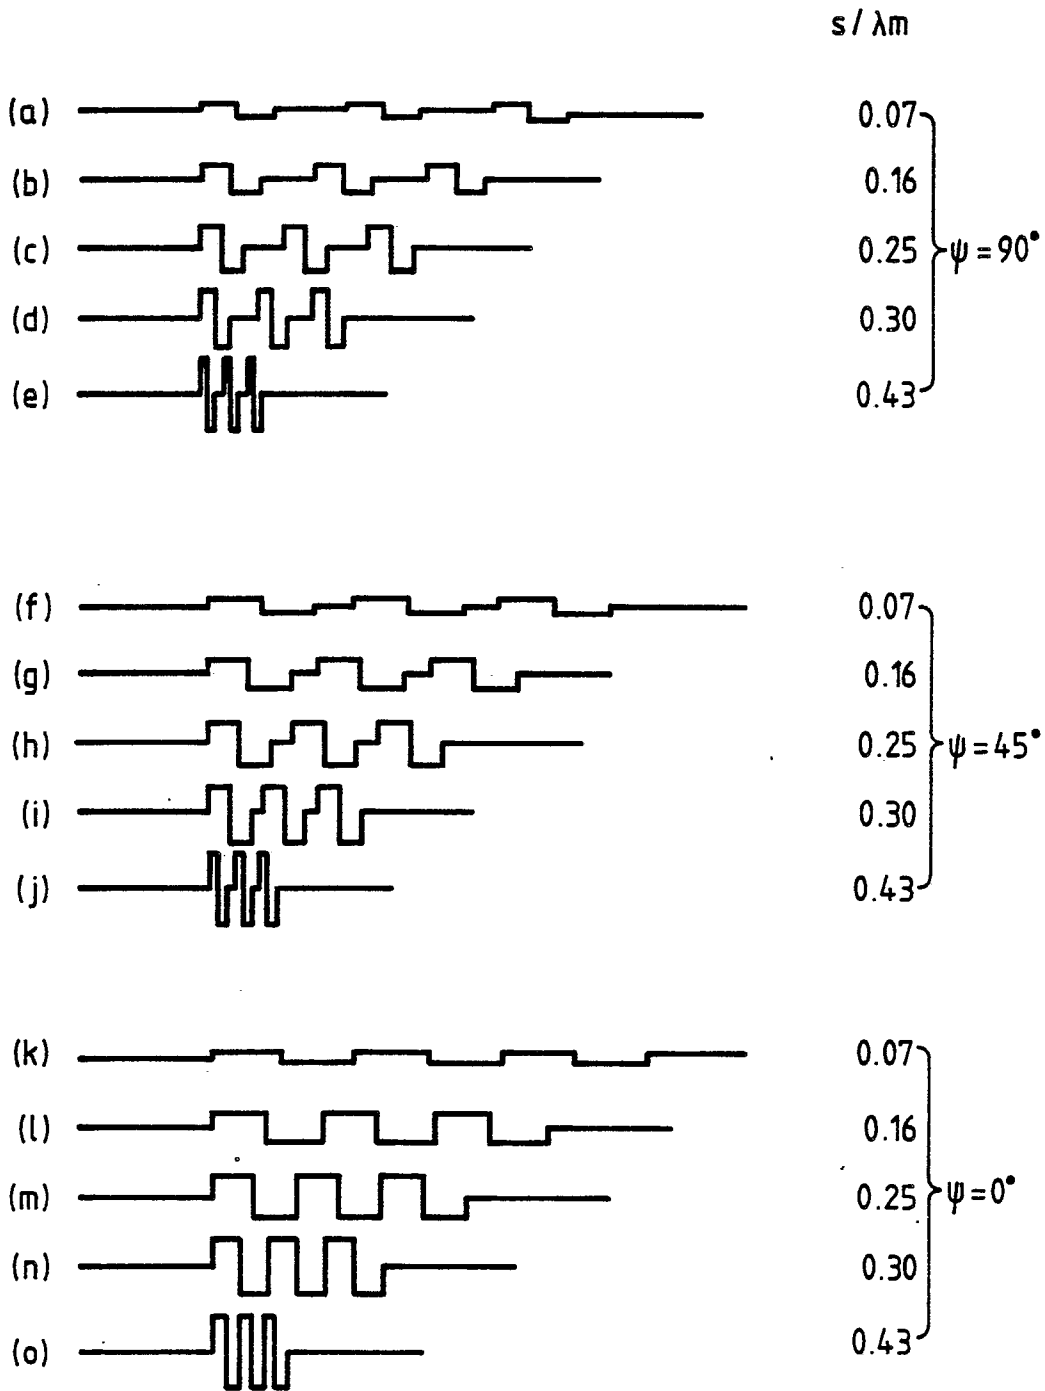 s / λm
(a) 0.07
(b) 0.16
(c) 0.25 ψ = 90°
(d) 0.30
(e) 0.43
(f) 0.07
(g) 0.16
(h) 0.25 ψ = 45°
(i) 0.30
(j) 0.43
(k) 0.07
(l) 0.16
(m) 0.25 ψ = 0°
(n) 0.30
(o) 0.43